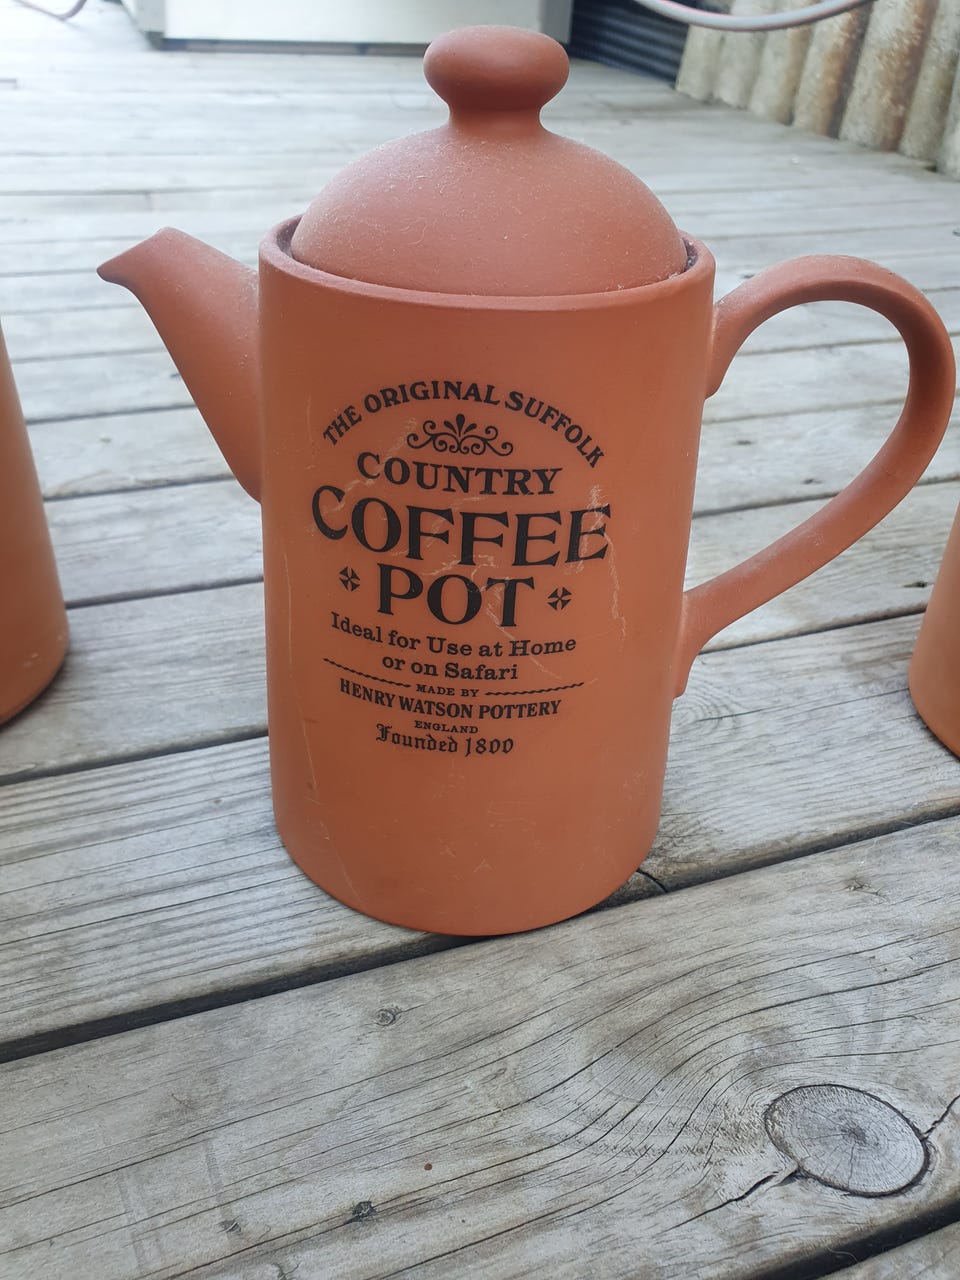 THE ORIGINAL SUFFOLK
COUNTRY
COFFEE
POT
Ideal for Use at Home
or on Safari
MADE BY
HENRY WATSON POTTERY
ENGLAND
Founded 1800